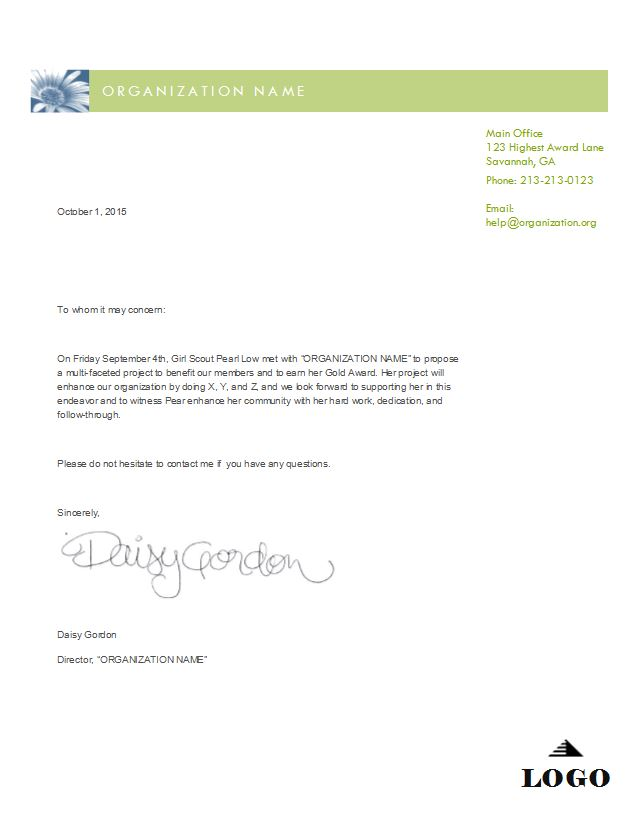 ORGANIZATION NAME
Main Office
123 Highest Award Lane
Savannah, GA
Phone: 213-213-0123
Email:
help@organization.org
October 1, 2015
To whom it may concern:
On Friday September 4th, Girl Scout Pearl Low met with “ORGANIZATION NAME” to propose
a multi-faceted project to benefit our members and to earn her Gold Award. Her project will
enhance our organization by doing X, Y, and Z, and we look forward to supporting her in this
endeavor and to witness Pear enhance her community with her hard work, dedication, and
follow-through.
Please do not hesitate to contact me if you have any questions.
Sincerely,
Daisy Gordon
Daisy Gordon
Director, “ORGANIZATION NAME”
LOGO